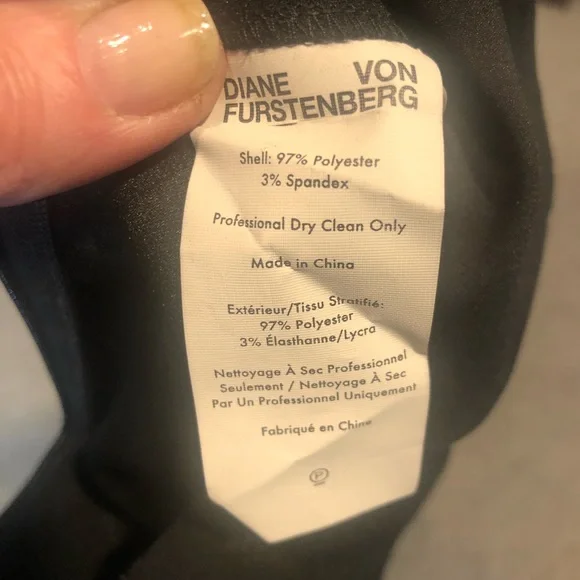 DIANE VON
FURSTENBERG
Shell: 97% Polyester
3% Spandex
Professional Dry Clean Only
Made in China
Extérieur/Tissu Stratifié:
97% Polyester
3% Élasthanne/Lycra
Nettoyage À Sec Professionnel
Seulement / Nettoyage À Sec
Par Un Professionnel Uniquement
Fabriqué en Chine
P